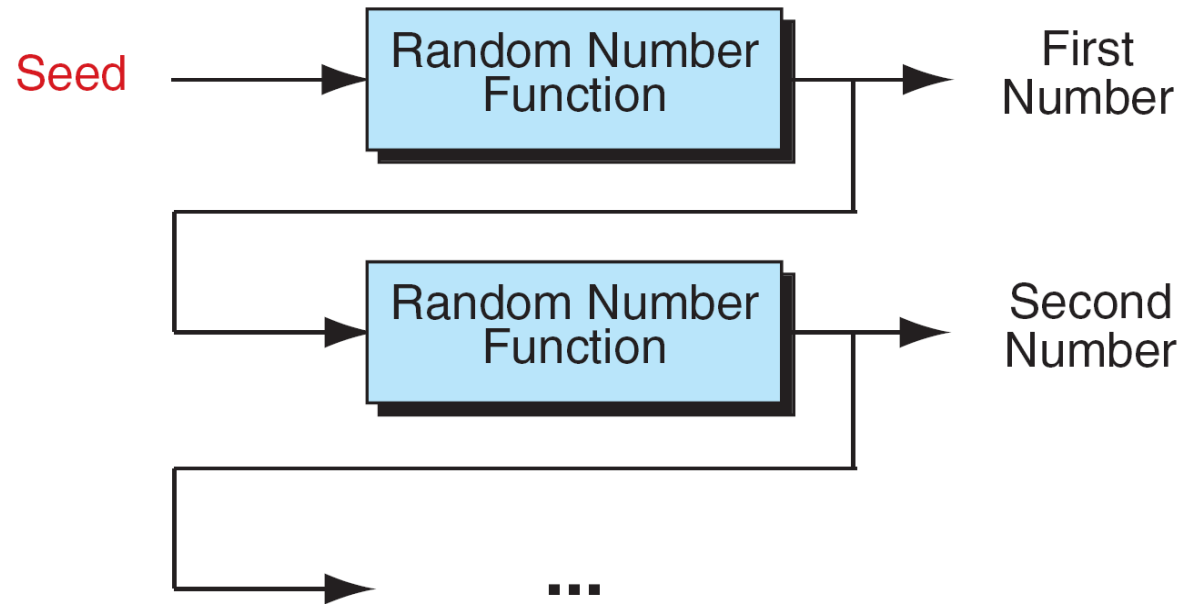 Seed
Random Number
Function
First
Number
Random Number
Function
Second
Number
...